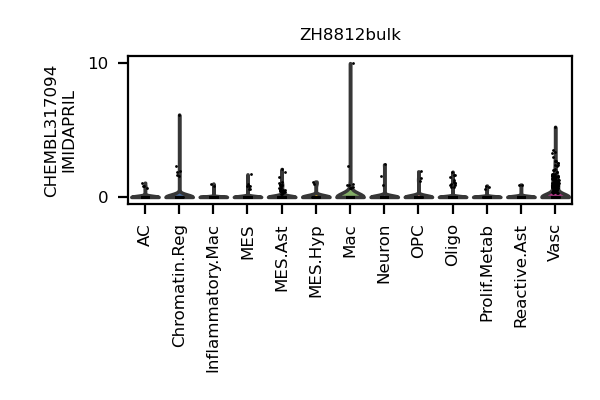 ZH8812bulk
CHEMBL317094
IMIDAPRIL
10
0
AC
Chromatin.Reg
Inflammatory.Mac
MES
MES.Ast
MES.Hyp
Mac
Neuron
OPC
Oligo
Prolif.Metab
Reactive.Ast
Vasc